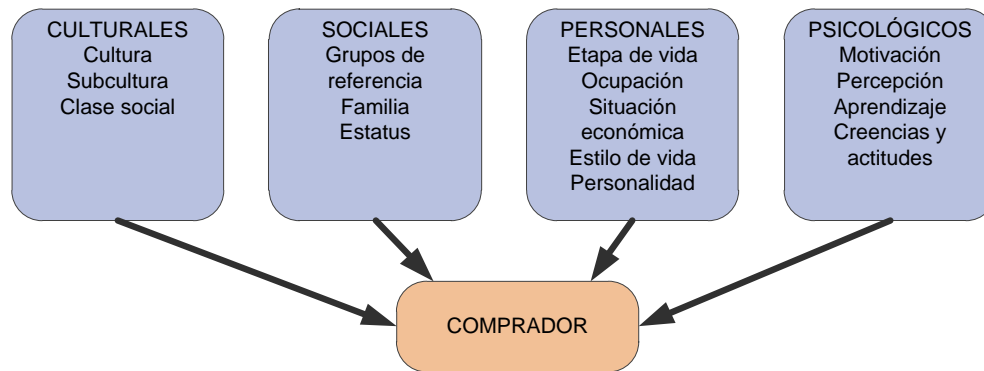 CULTURALES
Cultura
Subcultura
Clase social
SOCIALES
Grupos de
referencia
Familia
Estatus
PERSONALES
Etapa de vida
Ocupación
Situación
económica
Estilo de vida
Personalidad
PSICOLÓGICOS
Motivación
Percepción
Aprendizaje
Creencias y
actitudes
COMPRADOR